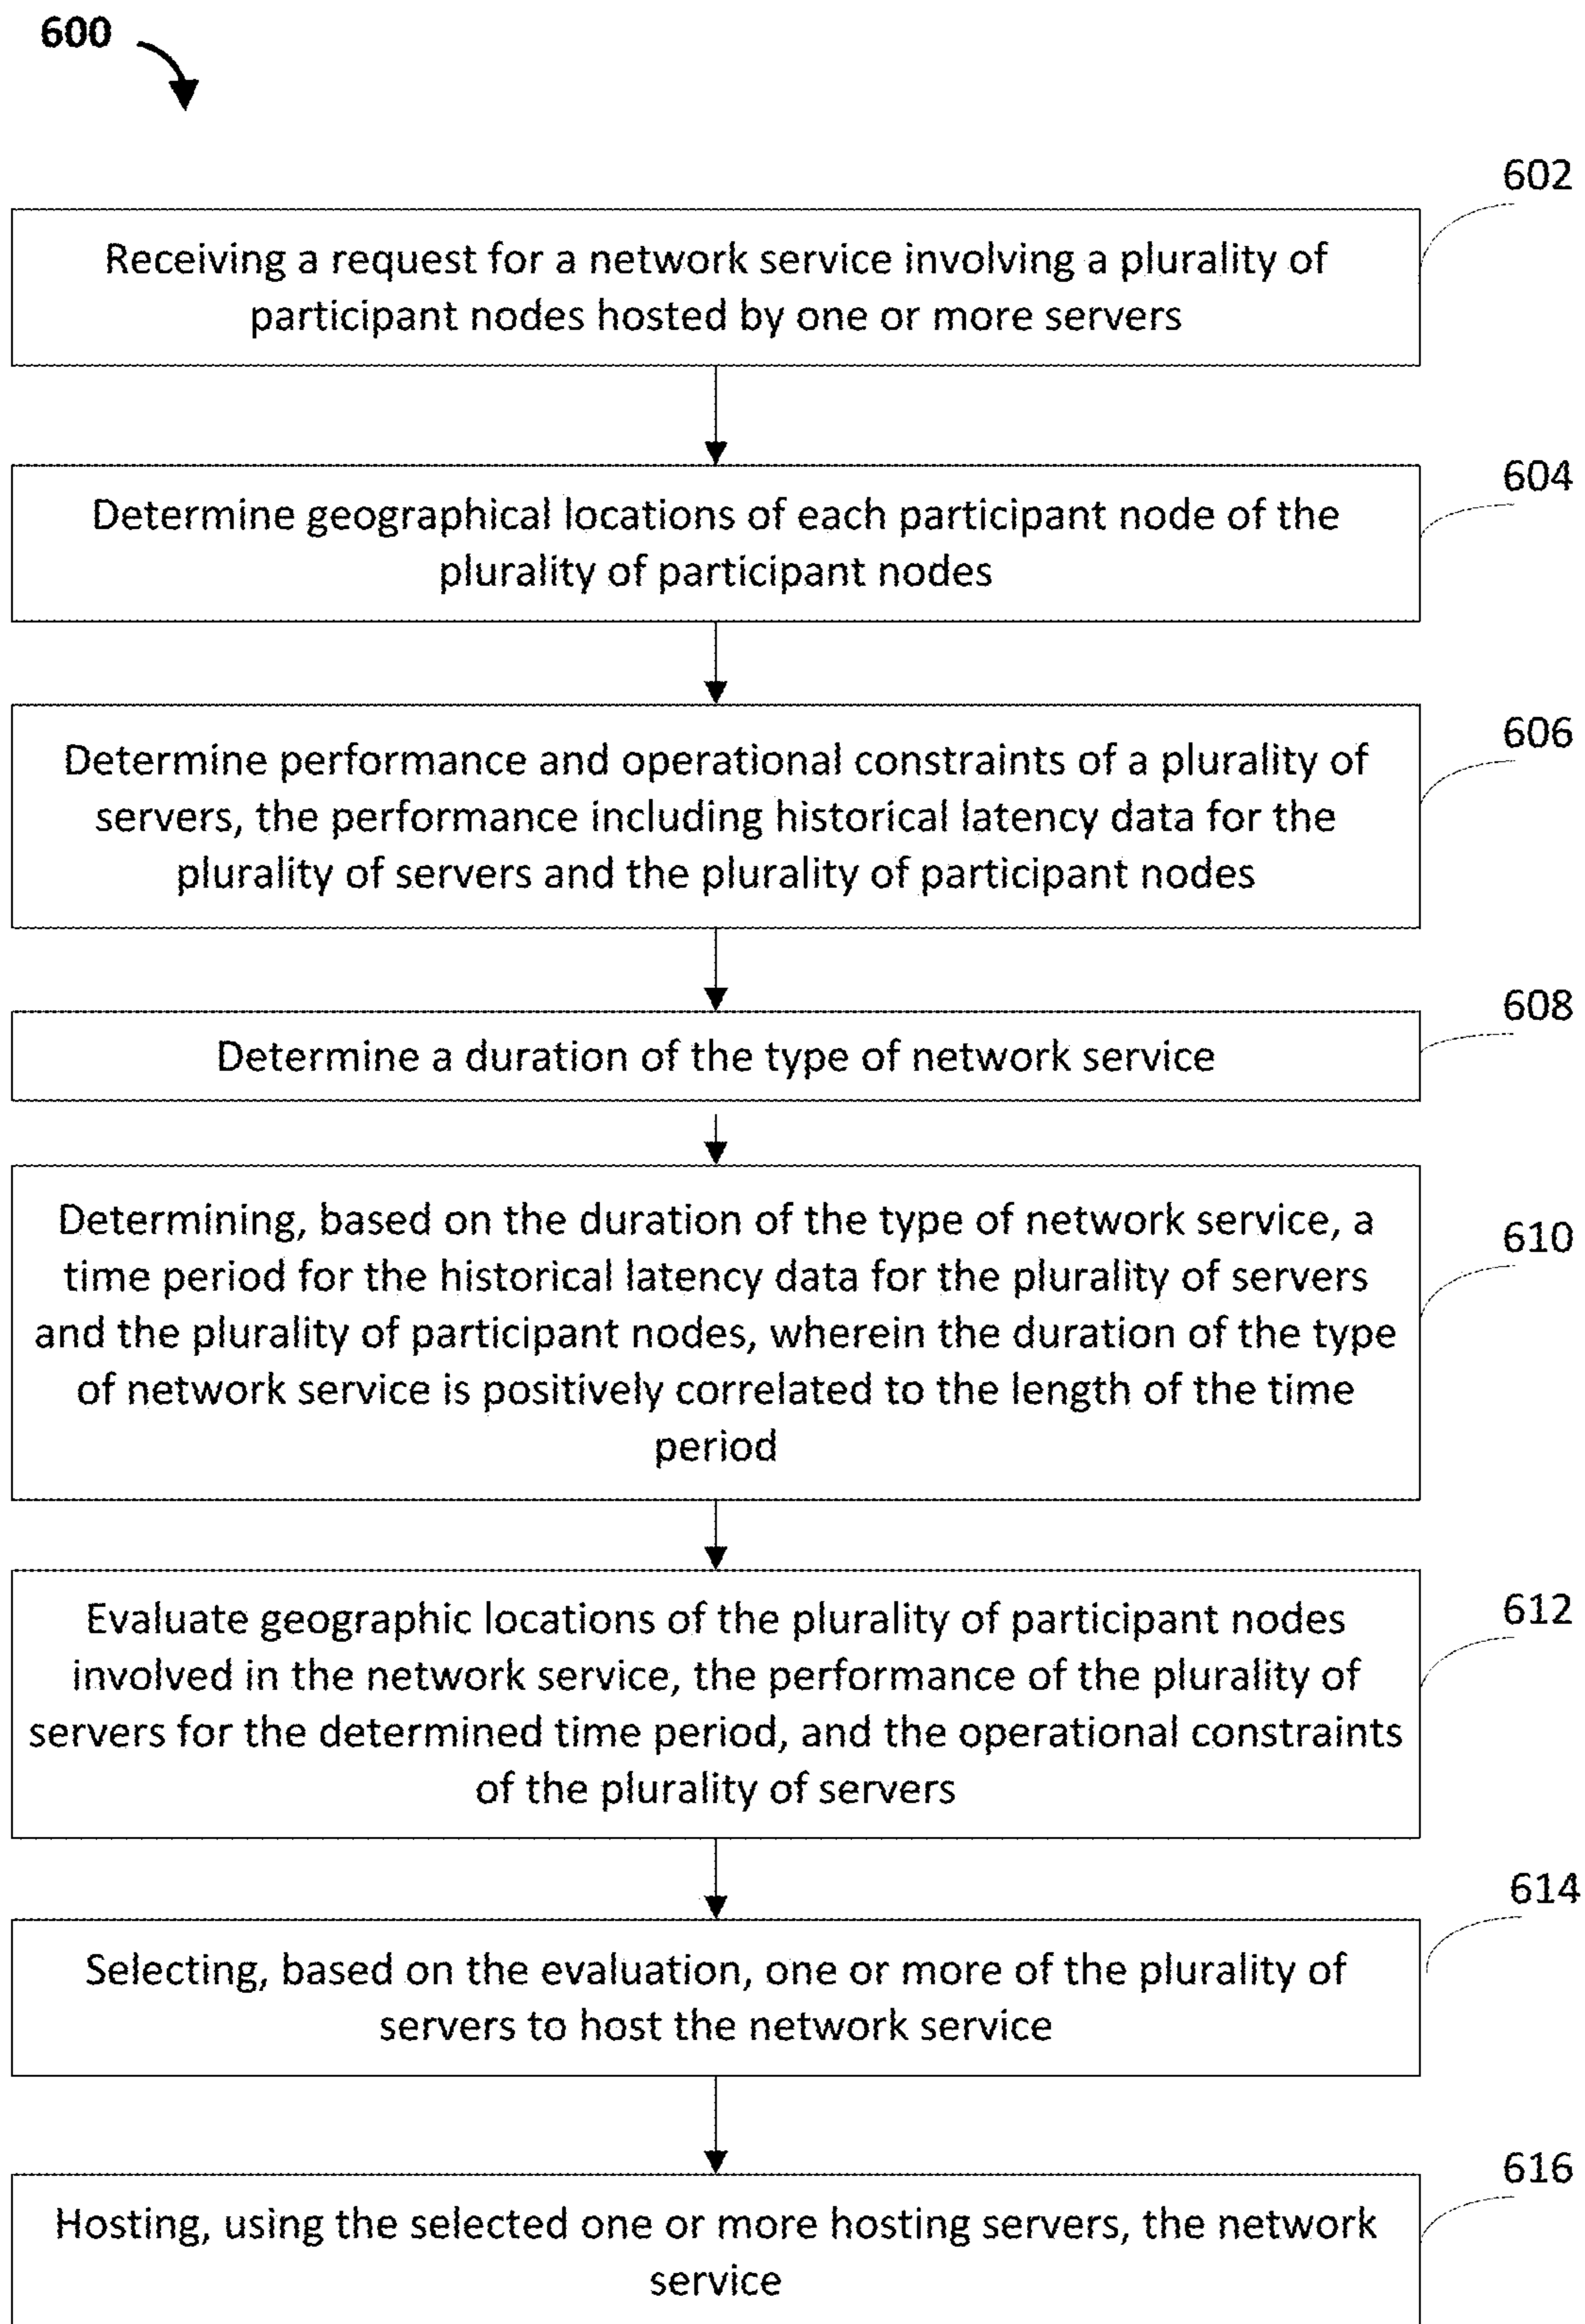 600
602
Receiving a request for a network service involving a plurality of
participant nodes hosted by one or more servers
604
Determine geographical locations of each participant node of the
plurality of participant nodes
606
Determine performance and operational constraints of a plurality of
servers, the performance including historical latency data for the
plurality of servers and the plurality of participant nodes
608
Determine a duration of the type of network service
610
Determining, based on the duration of the type of network service, a
time period for the historical latency data for the plurality of servers
and the plurality of participant nodes, wherein the duration of the type
of network service is positively correlated to the length of the time
period
612
Evaluate geographic locations of the plurality of participant nodes
involved in the network service, the performance of the plurality of
servers for the determined time period, and the operational constraints
of the plurality of servers
614
Selecting, based on the evaluation, one or more of the plurality of
servers to host the network service
616
Hosting, using the selected one or more hosting servers, the network
service